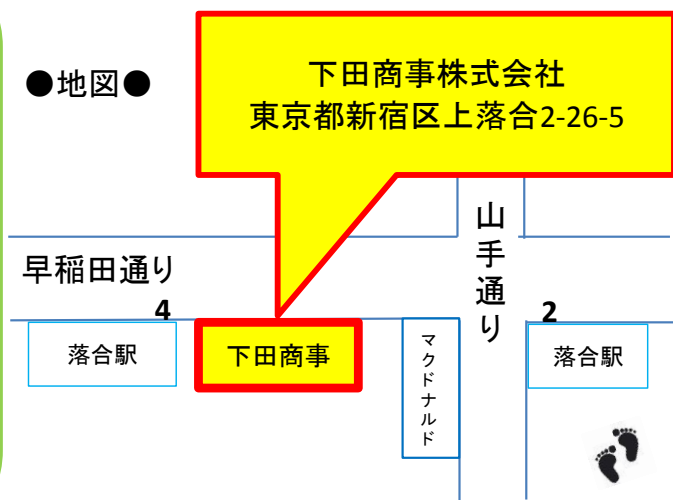 ●地図●
下田商事株式会社
東京都新宿区上落合2-26-5
山手通り
早稲田通り
4
2
落合駅
下田商事
マクドナルド
落合駅